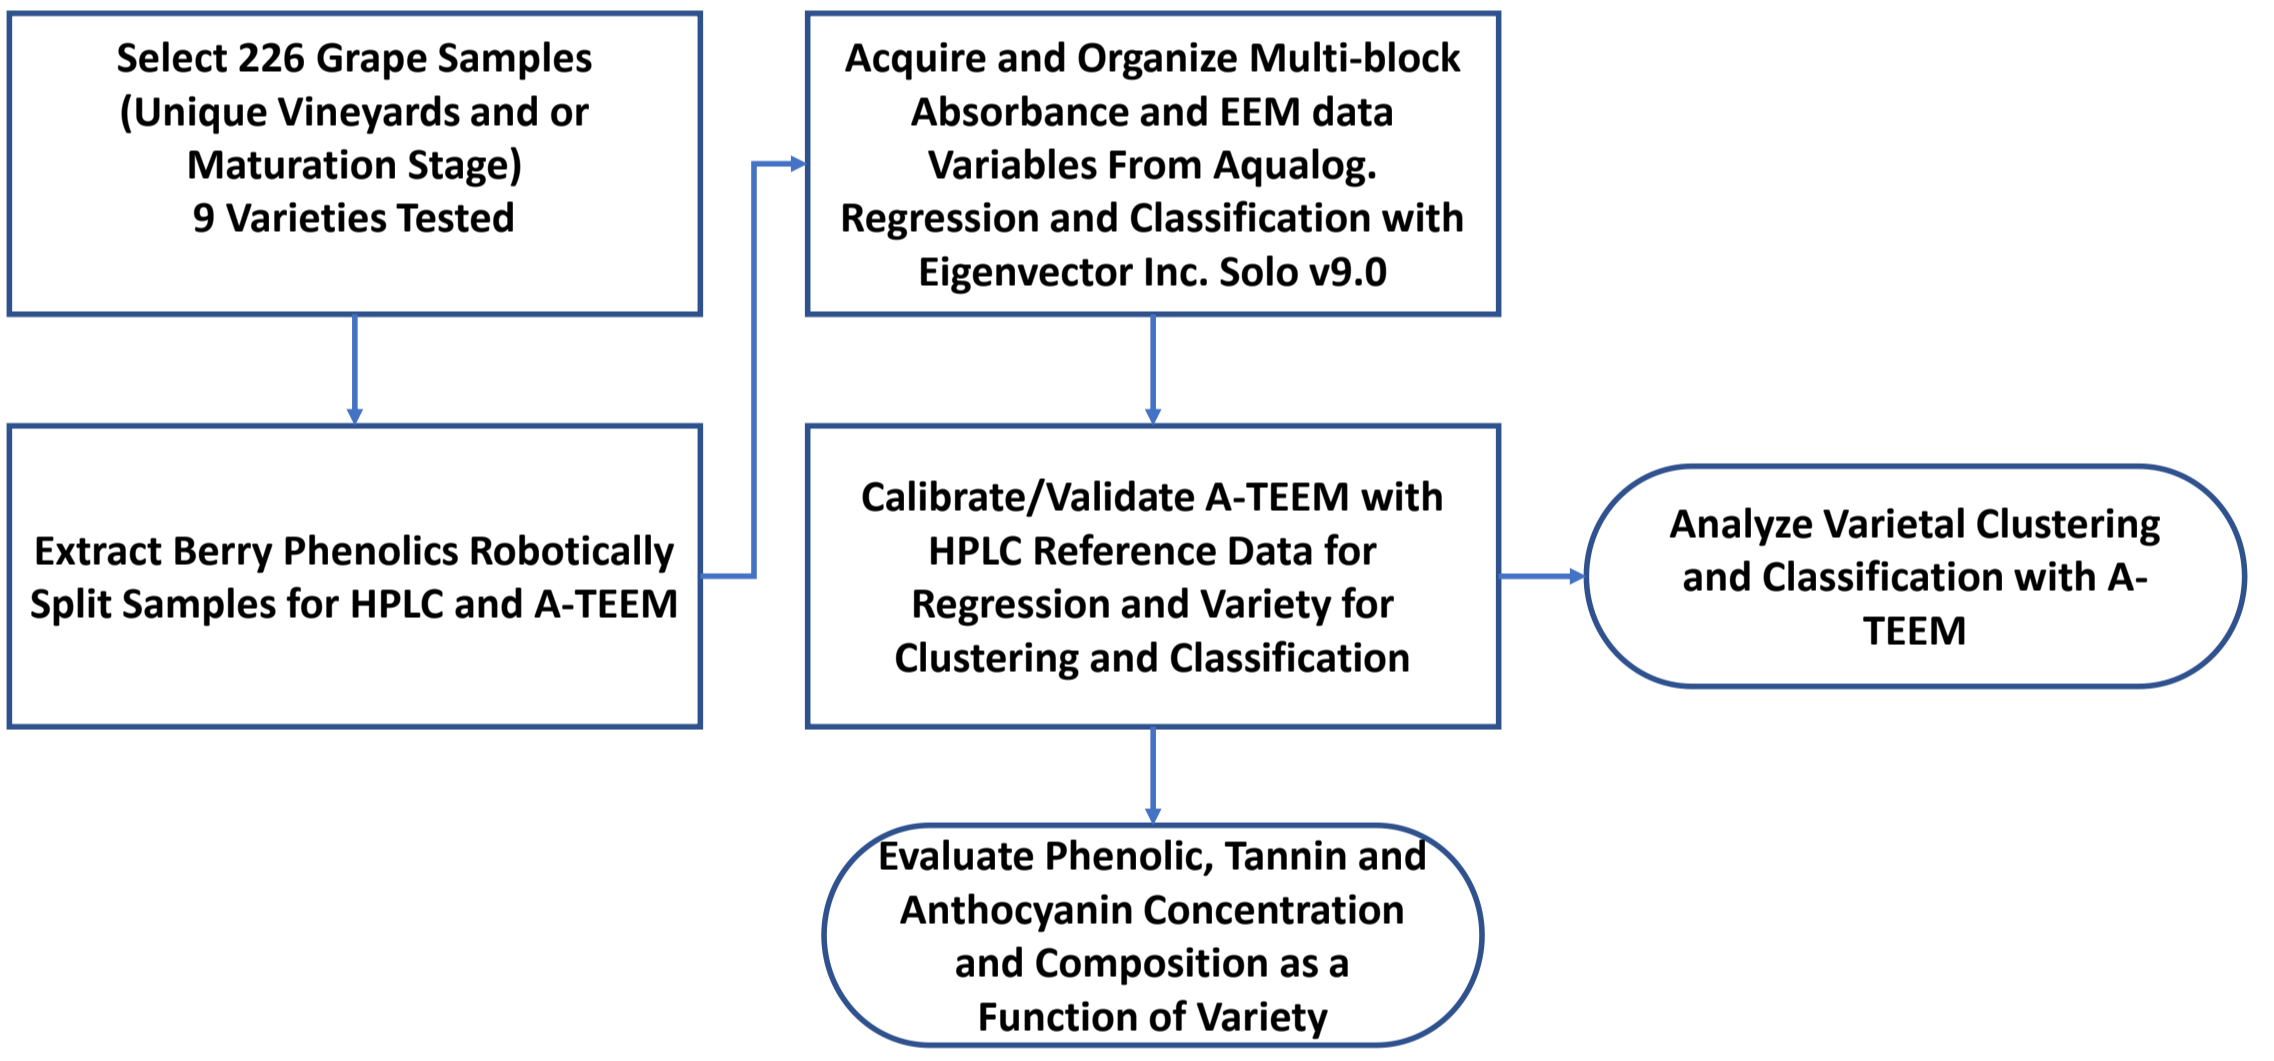 Select 226 Grape Samples
(Unique Vineyards and or
Maturation Stage)
9 Varieties Tested
Extract Berry Phenolics Robotically
Split Samples for HPLC and A-TEEM
Acquire and Organize Multi-block
Absorbance and EEM data
Variables From Aqualog.
Regression and Classification with
Eigenvector Inc. Solo v9.0
Calibrate/Validate A-TEEM with
HPLC Reference Data for
Regression and Variety for
Clustering and Classification
Analyze Varietal Clustering
and Classification with A-
TEEM
Evaluate Phenolic, Tannin and
Anthocyanin Concentration
and Composition as a
Function of Variety